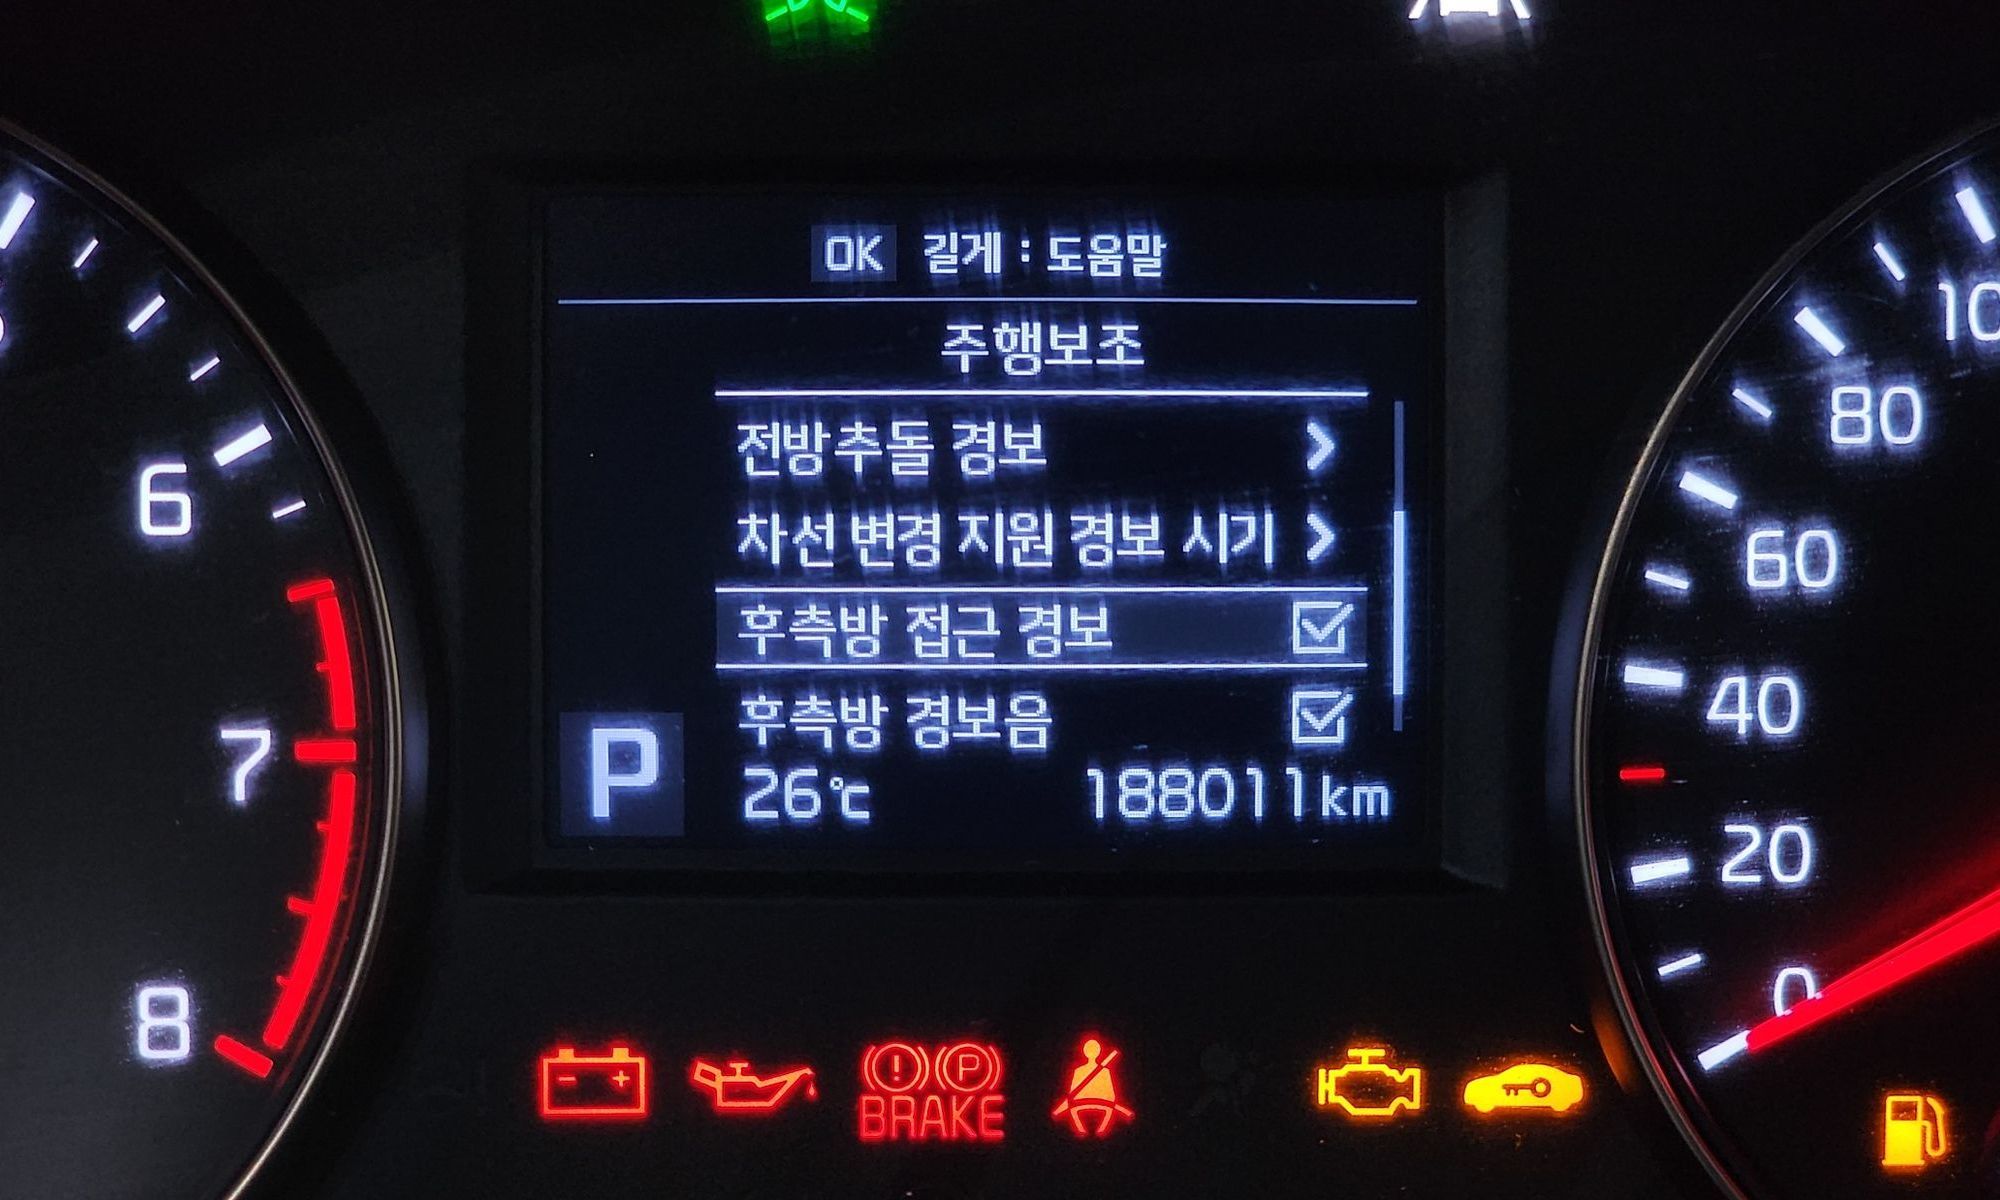 OK 길게 : 도움말
주행보조
전방추돌 경보
차선 변경 지원 경보 시기
후측방 접근 경보
후측방 경보음
P
26℃ 188011km
6
7
8
100
80
60
40
20
0
BRAKE
P